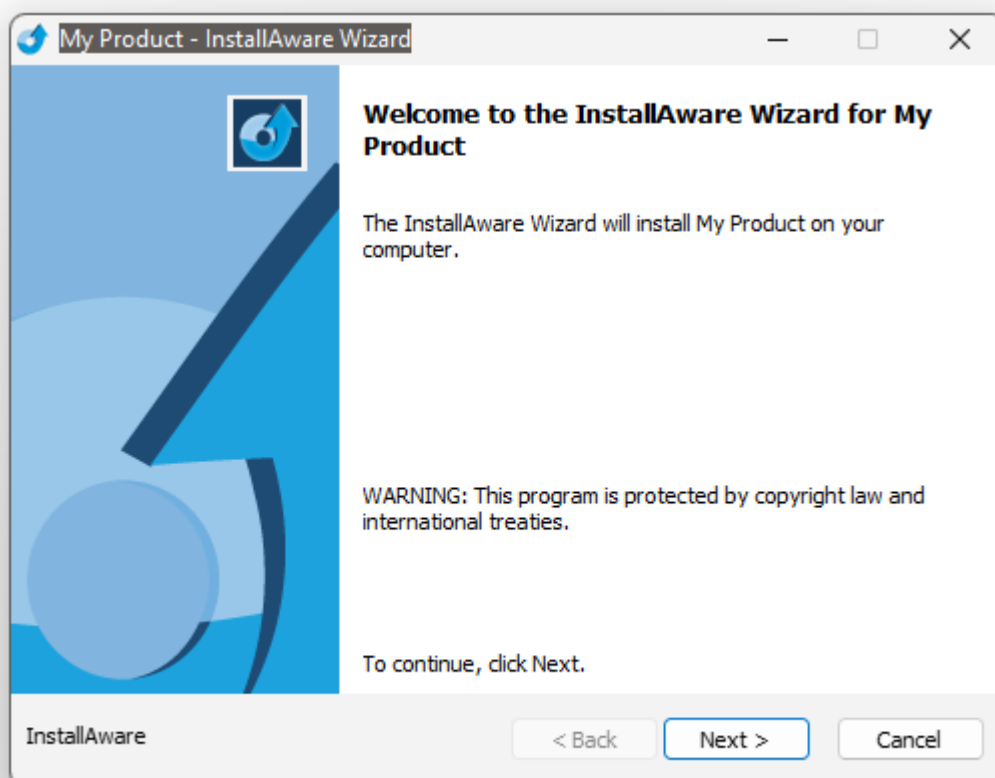 My Product - InstallAware Wizard
Welcome to the InstallAware Wizard for My
Product
The InstallAware Wizard will install My Product on your
computer.
WARNING: This program is protected by copyright law and
international treaties.
To continue, click Next.
InstallAware
< Back
Next >
Cancel